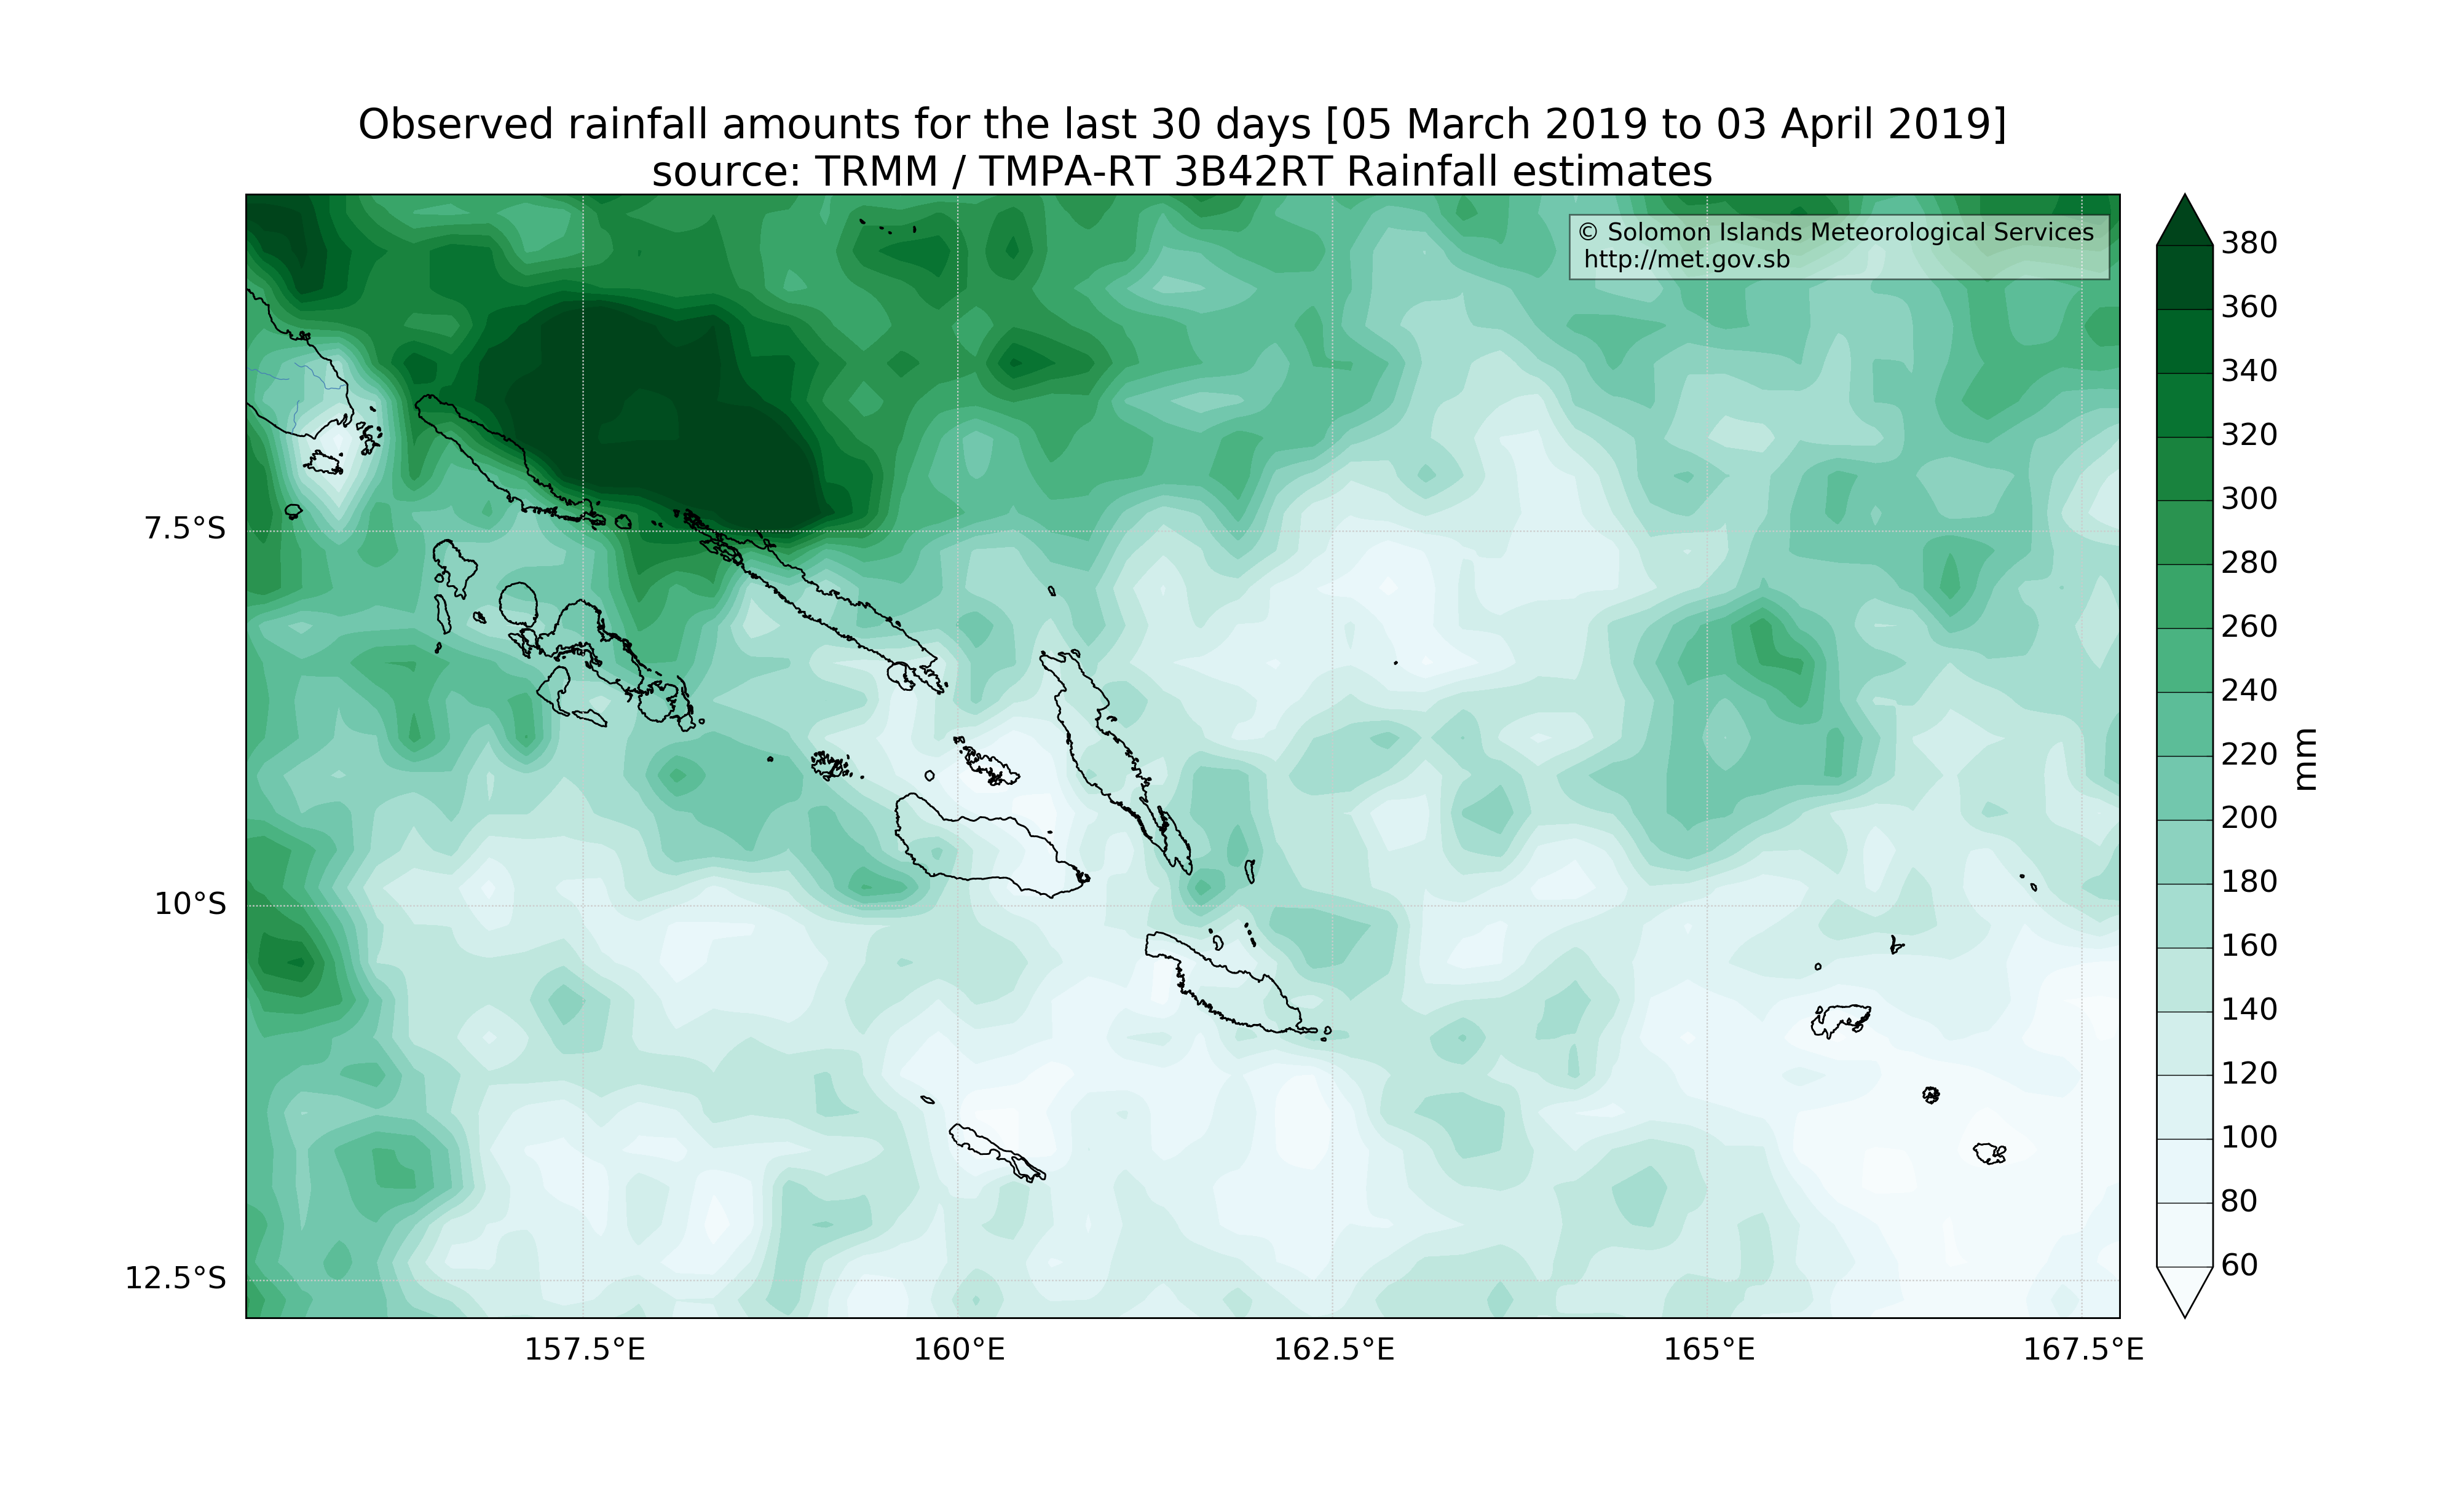 Observed rainfall amounts for the last 30 days [05 March 2019 to 03 April 2019]
source: TRMM / TMPA-RT 3B42RT Rainfall estimates
© Solomon Islands Meteorological Services
http://met.gov.sb
7.5°S
10°S
12.5°S
157.5°E
160°E
162.5°E
165°E
167.5°E
380
360
340
320
300
280
260
240
220
200
180
160
140
120
100
80
60
mm